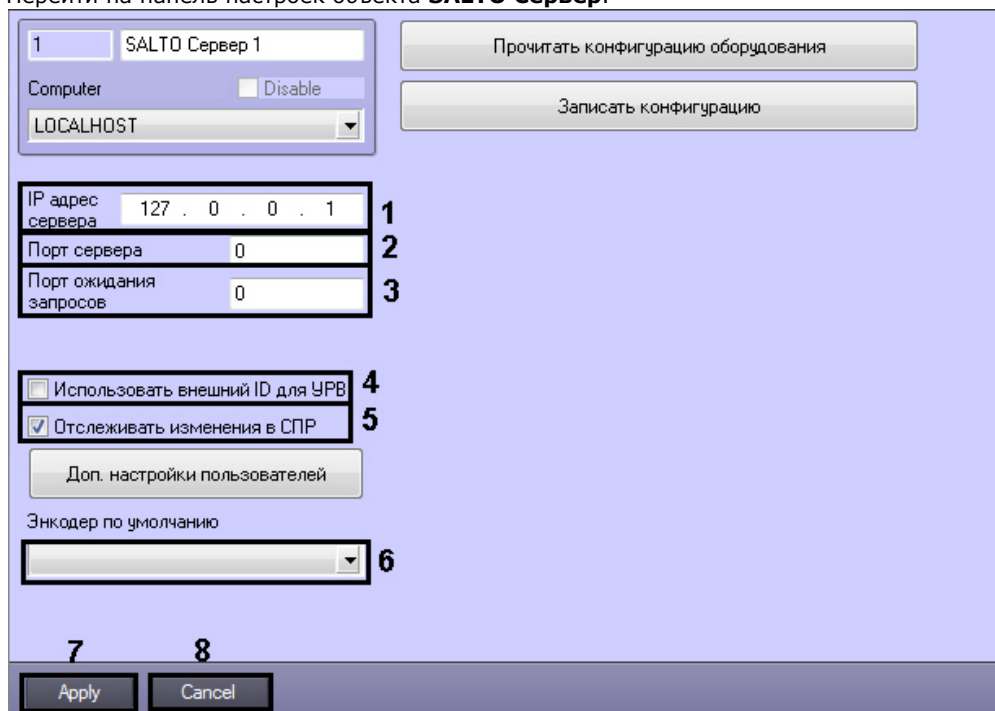 Перейти на панель настроек объекта SALTO Сервер.
1 SALTO Сервер 1
Прочитать конфигурацию оборудования
Computer Disable
Записать конфигурацию
LOCALHOST
IP адрес сервера 127 . 0 . 0 . 1 1
Порт сервера 0 2
Порт ожидания запросов 0 3
Использовать внешний ID для УРВ 4
Отслеживать изменения в СПР 5
Доп. настройки пользователей
Энкодер по умолчанию
6
7 8
Apply Cancel